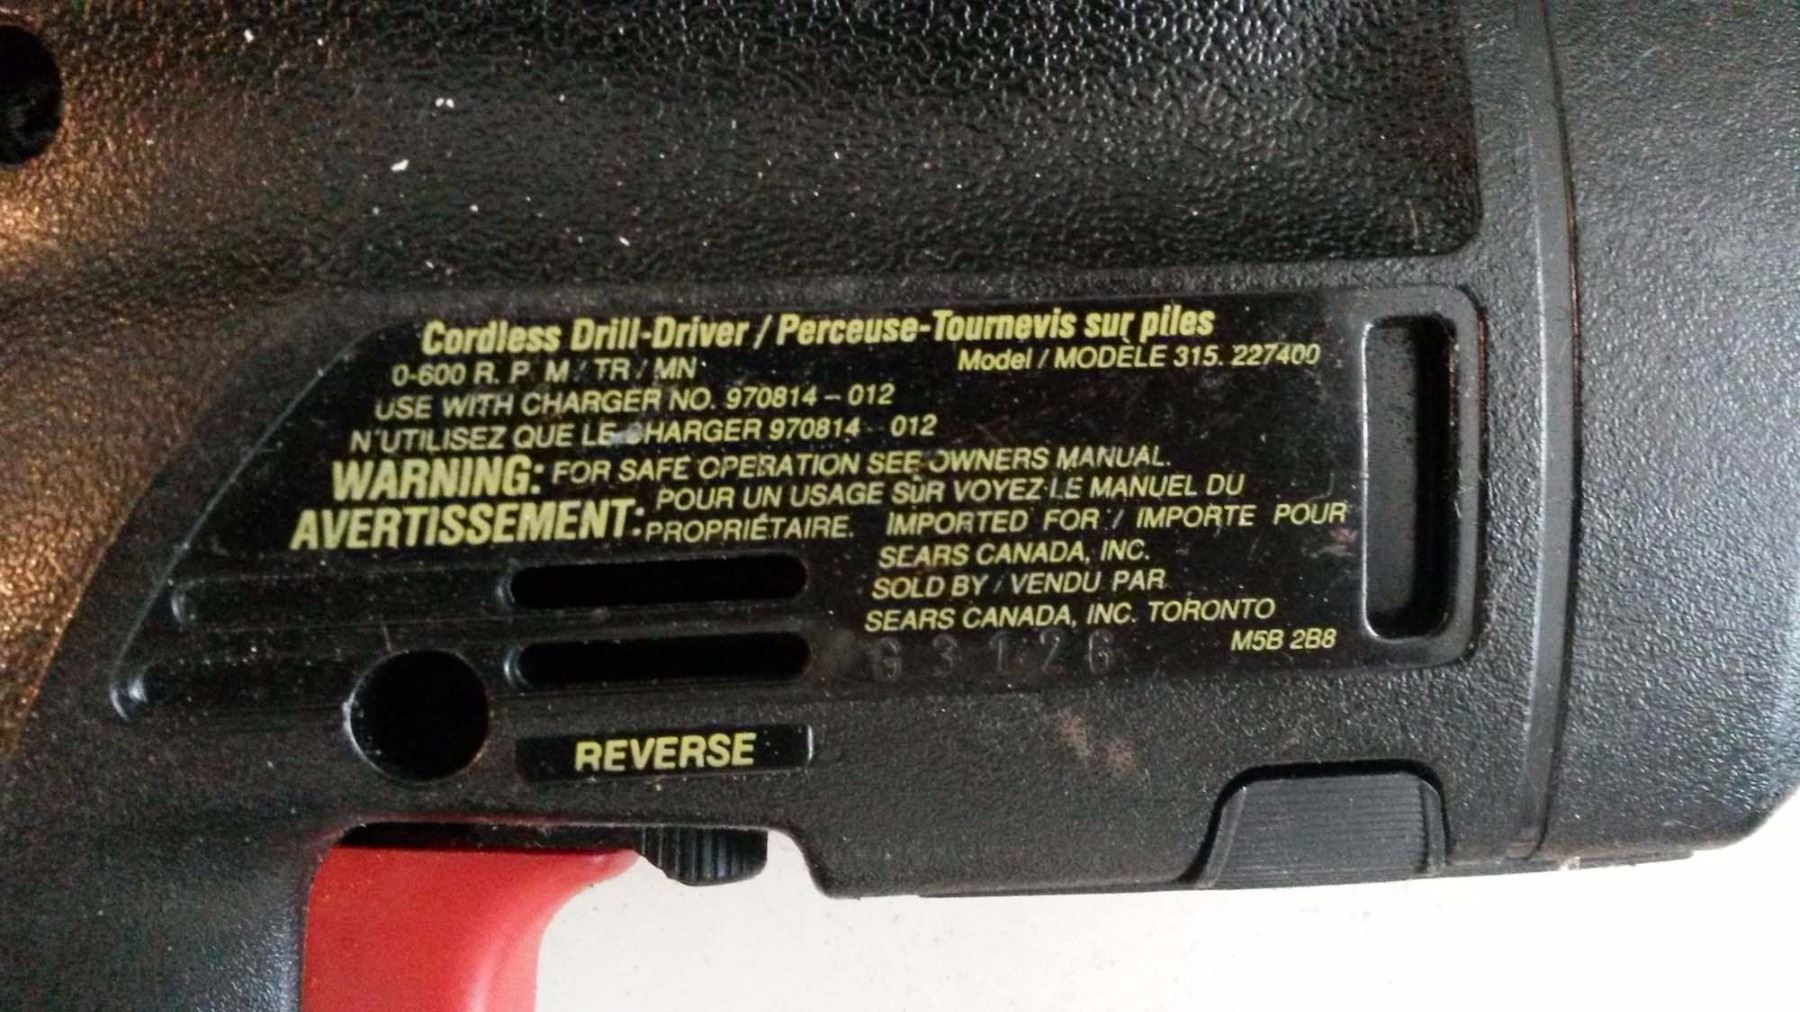 Cordless Drill-Driver / Perceuse-Tournevis sur piles
0-600 R. P. M / TR / MN
Model / MODÈLE 315. 227400
USE WITH CHARGER NO. 970814 – 012
N'UTILISEZ QUE LE CHARGER 970814 012
WARNING: FOR SAFE OPERATION SEE OWNERS MANUAL.
AVERTISSEMENT: POUR UN USAGE SÛR VOYEZ LE MANUEL DU
PROPRIÉTAIRE. IMPORTED FOR / IMPORTE POUR
SEARS CANADA, INC.
SOLD BY / VENDU PAR
SEARS CANADA, INC. TORONTO
M5B 2B8
REVERSE